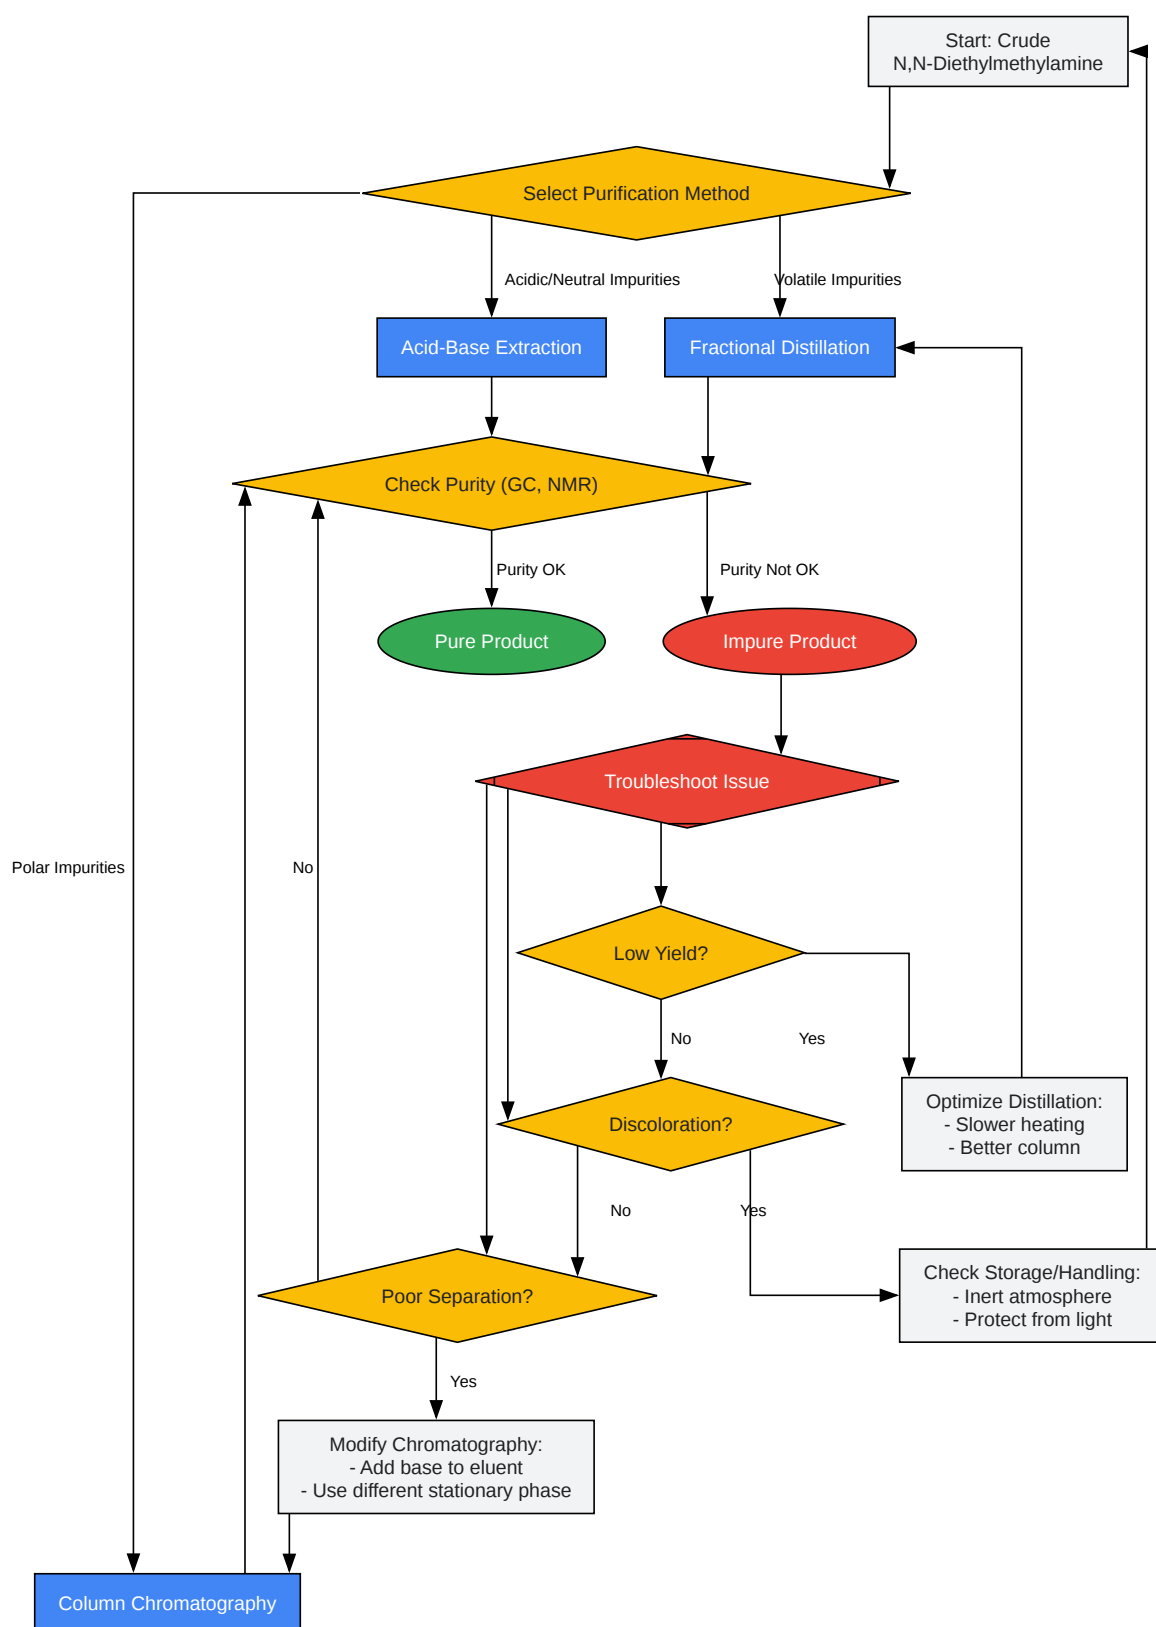 Start: Crude
N,N-Diethylmethylamine
Select Purification Method
Acidic/Neutral Impurities
Volatile Impurities
Acid-Base Extraction
Fractional Distillation
Check Purity (GC, NMR)
Purity OK
Purity Not OK
Pure Product
Impure Product
Troubleshoot Issue
Polar Impurities
No
Low Yield?
No
Yes
Optimize Distillation:
- Slower heating
- Better column
Discoloration?
No
Yes
Check Storage/Handling:
- Inert atmosphere
- Protect from light
Poor Separation?
Yes
Modify Chromatography:
- Add base to eluent
- Use different stationary phase
Column Chromatography